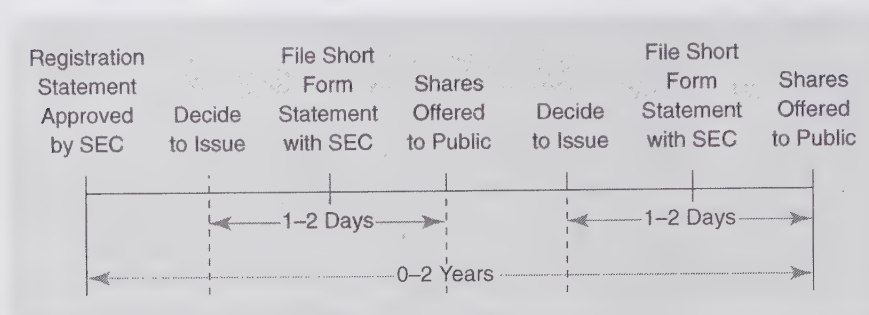 Registration
Statement
Approved
by SEC
Decide
to Issue
File Short
Form
Statement
with SEC
Shares
Offered
to Public
Decide
to Issue
File Short
Form
Statement
with SEC
Shares
Offered
to Public
1–2 Days
1–2 Days
0–2 Years